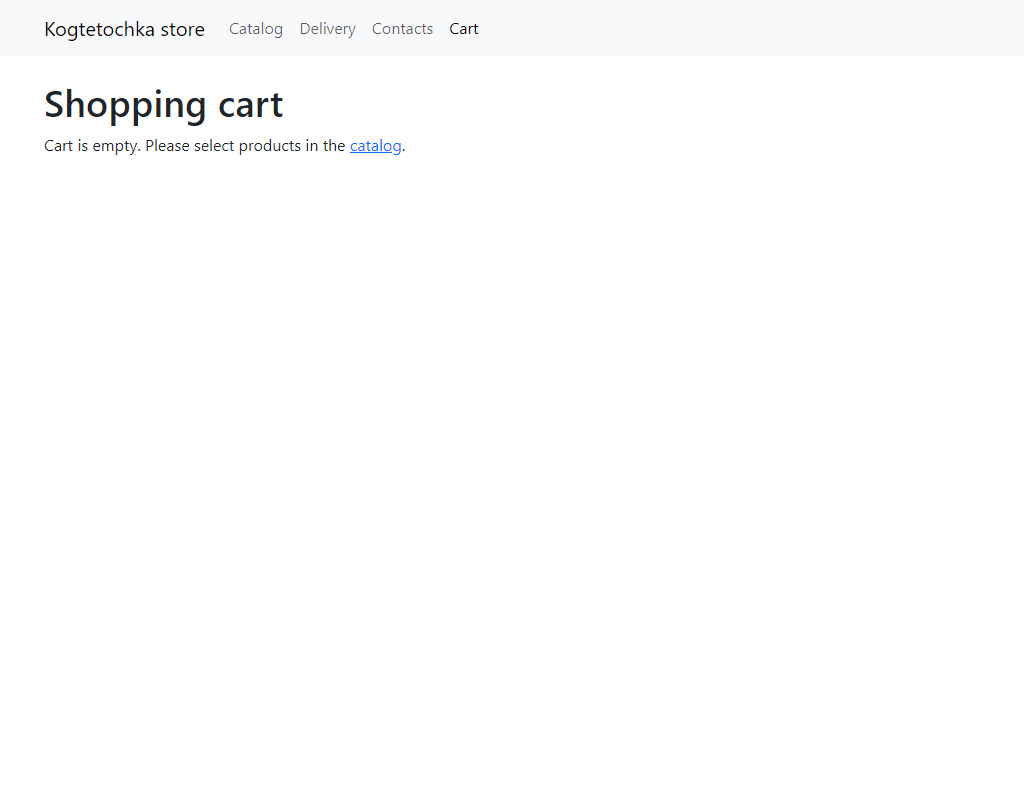 Kogtetochka store Catalog Delivery Contacts Cart
Shopping cart
Cart is empty. Please select products in the catalog.